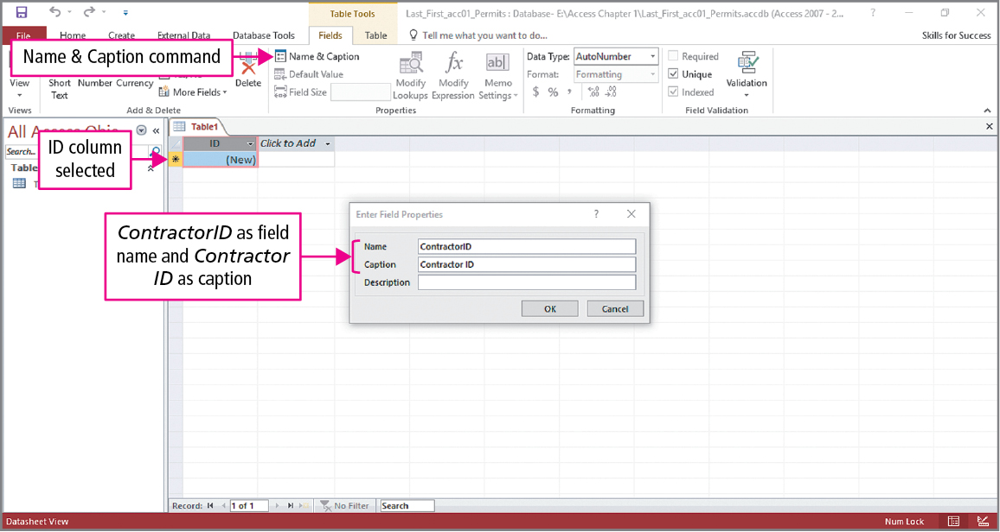 Table Tools
Last_First_acc01_Permits : Database- E:\Access Chapter 1\Last_First_acc01_Permits.accdb (Access 2007 - 2...
?
File Home Create External Data Database Tools Fields Table Tell me what you want to do... Skills for Success
Name & Caption command
View
Views
Short Text
Number
Currency
More Fields
Add & Delete
Delete
Name & Caption
Default Value
Field Size
Modify Lookups
fx
Modify Expression
ab|
Memo Settings
Properties
Data Type: AutoNumber
Format: Formatting
$ % ,
Formatting
Required
Unique
Indexed
Validation
Field Validation
All
Search...
Table
ID column
selected
Table1
ID Click to Add
(New)
ContractorID as field
name and Contractor
ID as caption
Enter Field Properties ?
Name ContractorID
Caption Contractor ID
Description
OK Cancel
Record: 1 of 1 No Filter Search
Datasheet View Num Lock